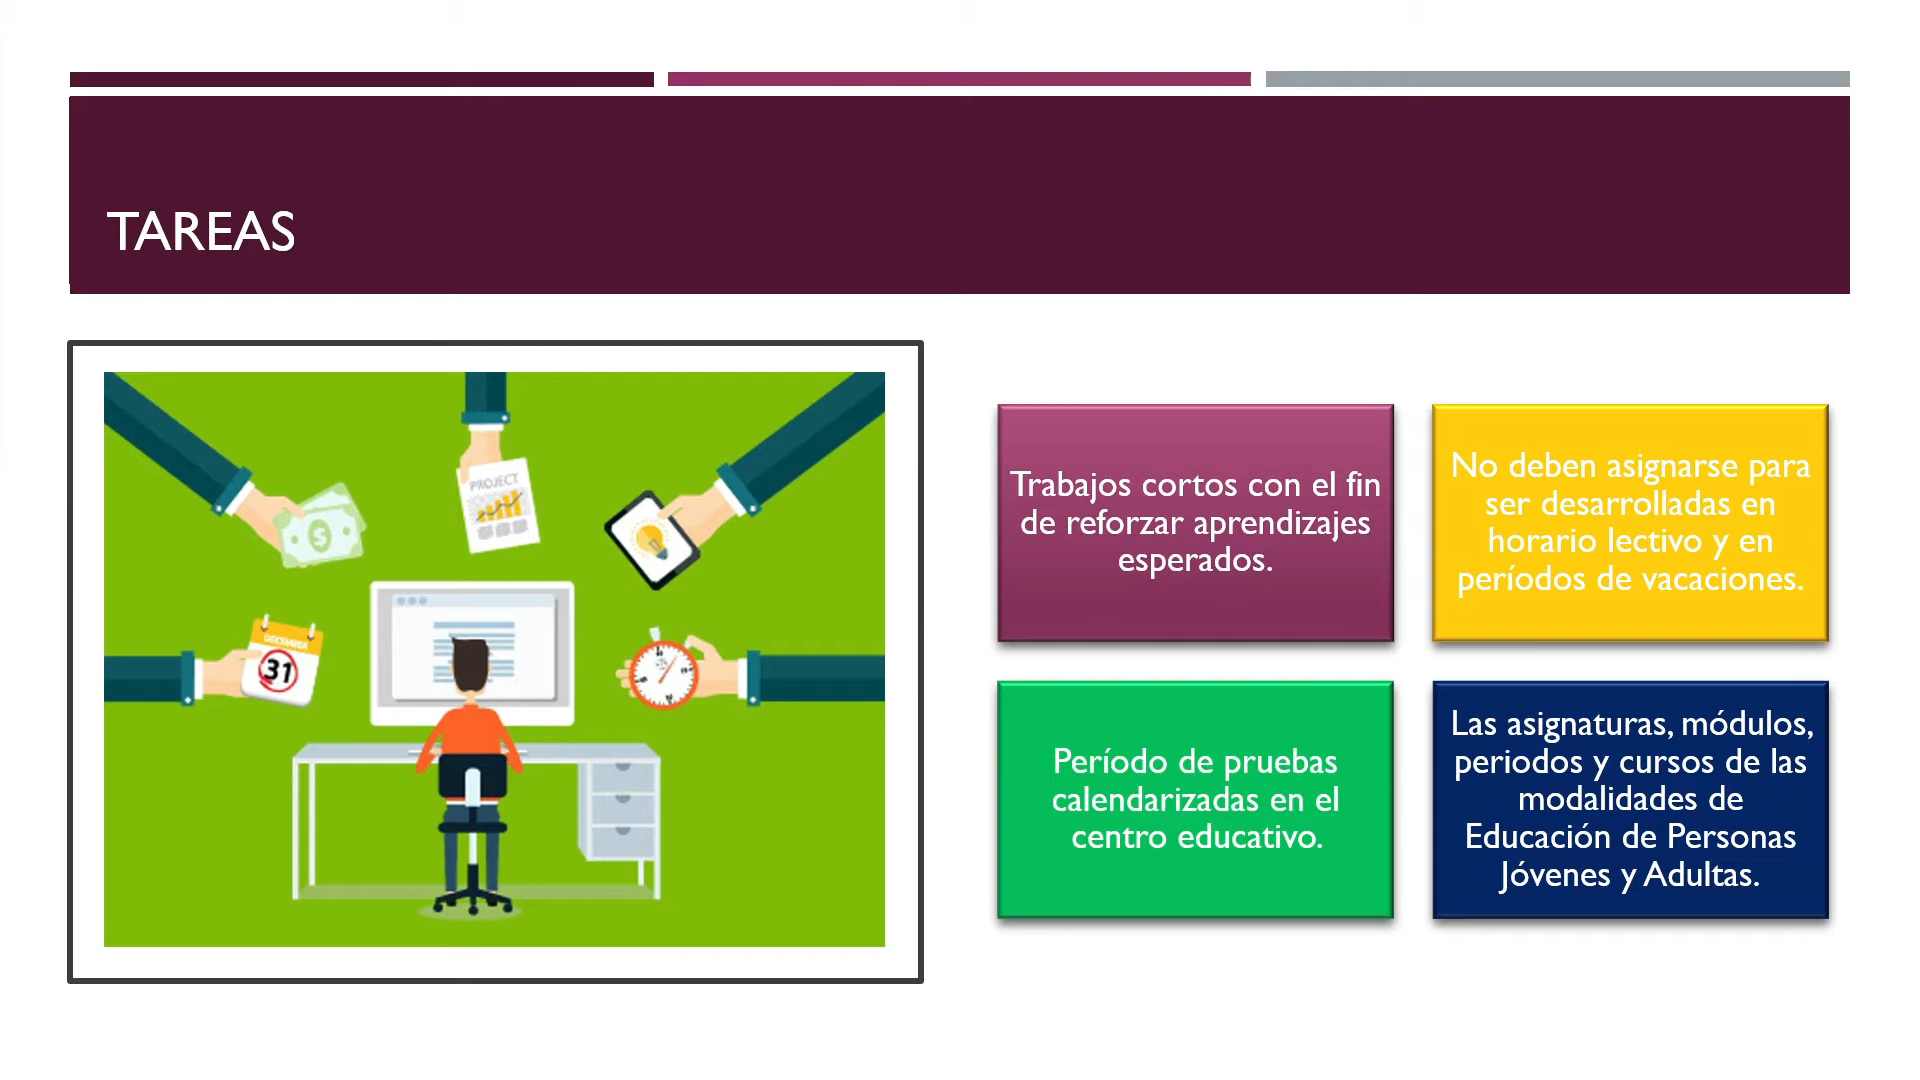 TAREAS
PROJECT
$
DECEMBER
31
Trabajos cortos con el fin
de reforzar aprendizajes
esperados.
No deben asignarse para
ser desarrolladas en
horario lectivo y en
períodos de vacaciones.
Período de pruebas
calendarizadas en el
centro educativo.
Las asignaturas, módulos,
periodos y cursos de las
modalidades de
Educación de Personas
Jóvenes y Adultas.